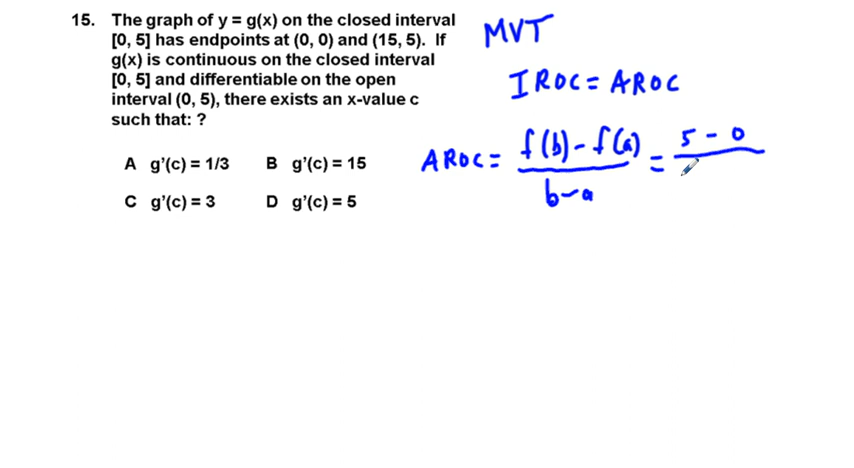 15. The graph of y = g(x) on the closed interval
[0, 5] has endpoints at (0, 0) and (15, 5). If
g(x) is continuous on the closed interval
[0, 5] and differentiable on the open
interval (0, 5), there exists an x-value c
such that: ?
A g'(c) = 1/3 B g'(c) = 15
C g'(c) = 3 D g'(c) = 5
MVT
IROC = AROC
AROC = f(b) - f(a) = 5 - 0
b - a